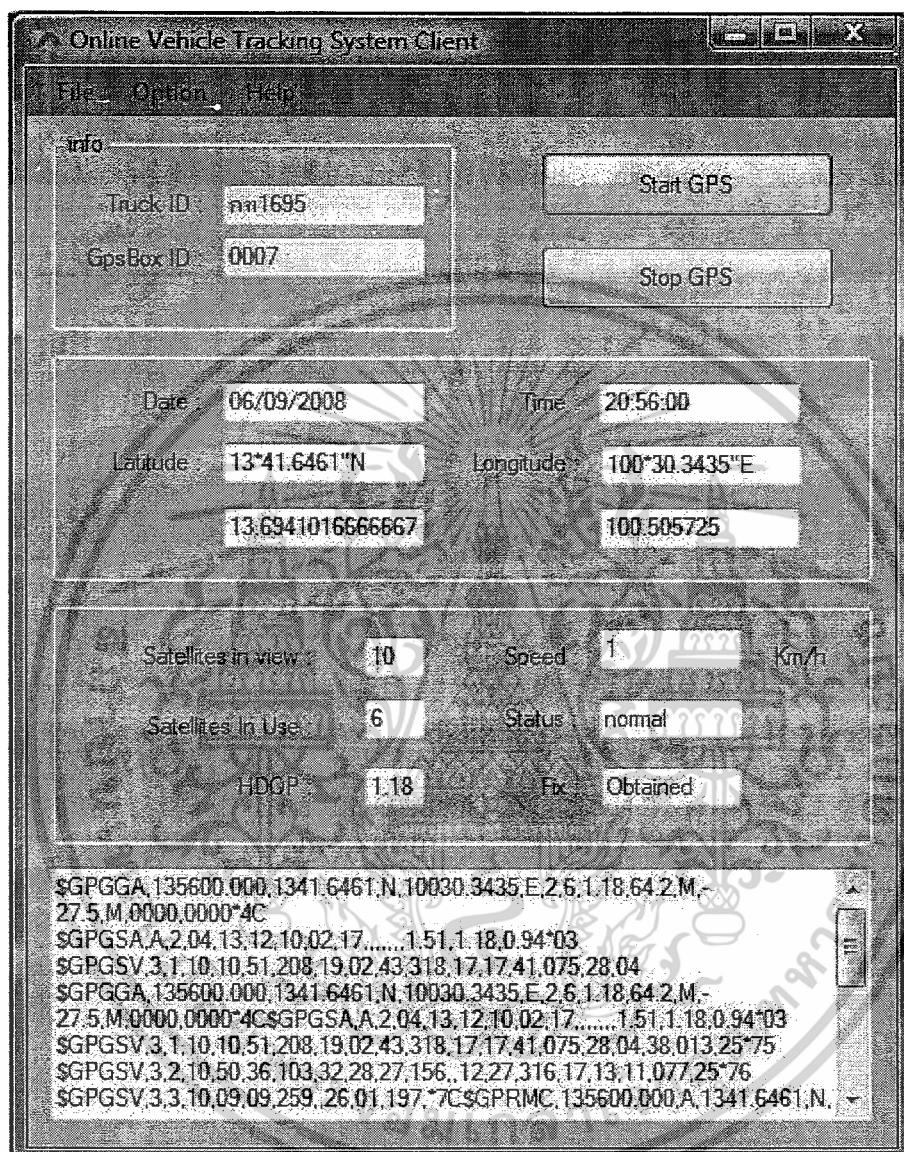 Online Vehicle Tracking System Client
File Option Help
info
Truck ID : กท1695
GpsBox ID : 0007
Start GPS
Stop GPS
Date : 06/09/2008 Time : 20:56:00
Latitude : 13*41.6461"N Longitude : 100*30.3435"E
13.6941016666667 100.505725
Satellites in view : 10 Speed 1 Km/h
Satellites In Use : 6 Status : normal
HDOP : 1.18 Fix : Obtained
$GPGGA,135600.000,1341.6461,N,10030.3435,E,2,6,1.18,64.2,M,-
27.5,M,0000,0000*4C
$GPGSA,A,2,04,13,12,10,02,17,,,,,,,1.51,1.18,0.94*03
$GPGSV,3,1,10,10,51,208,19,02,43,318,17,17,41,075,28,04
$GPGGA,135600.000,1341.6461,N,10030.3435,E,2,6,1.18,64.2,M,-
27.5,M,0000,0000*4C$GPGSA,A,2,04,13,12,10,02,17,,,,,,,1.51,1.18,0.94*03
$GPGSV,3,1,10,10,51,208,19,02,43,318,17,17,41,075,28,04,38,013,25*75
$GPGSV,3,2,10,50,36,103,32,28,27,156,,12,27,316,17,13,11,077,25*76
$GPGSV,3,3,10,09,09,259,,26,01,197,*7C$GPRMC,135600.000,A,1341.6461,N,